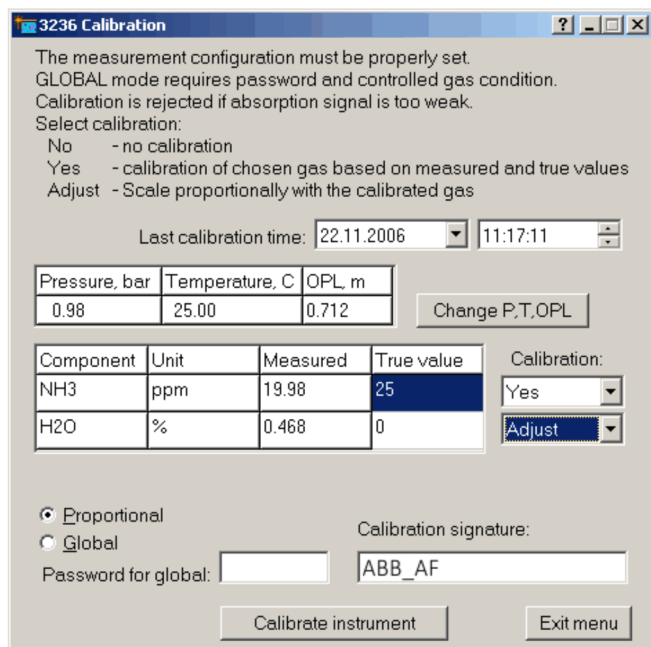 3236 Calibration
The measurement configuration must be properly set.
GLOBAL mode requires password and controlled gas condition.
Calibration is rejected if absorption signal is too weak.
Select calibration:
No - no calibration
Yes - calibration of chosen gas based on measured and true values
Adjust - Scale proportionally with the calibrated gas
Last calibration time: 22.11.2006 11:17:11
Pressure, bar Temperature, C OPL, m
0.98 25.00 0.712 Change P,T,OPL
Component Unit Measured True value Calibration:
NH3 ppm 19.98 25 Yes
H2O % 0.468 0 Adjust
Proportional
Calibration signature:
Global
Password for global: ABB_AF
Calibrate instrument Exit menu